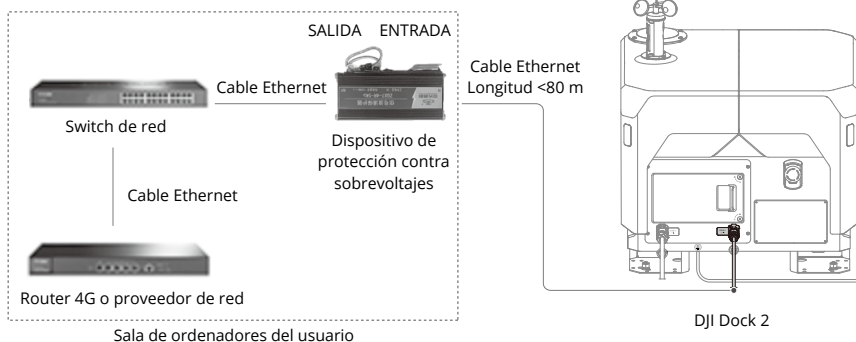 SALIDA ENTRADA
Cable Ethernet
Cable Ethernet
Longitud <80 m
Switch de red
Dispositivo de
protección contra
sobrevoltajes
Cable Ethernet
Router 4G o proveedor de red
Sala de ordenadores del usuario
DJI Dock 2